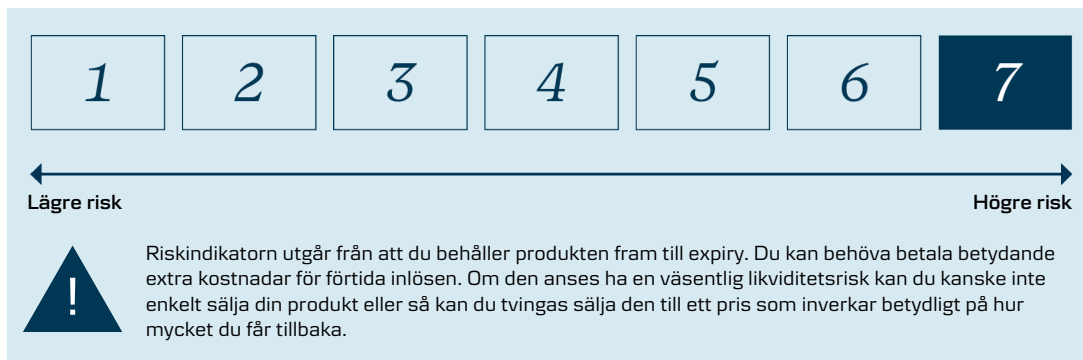 1 2 3 4 5 6 7
Lägre risk Högre risk
Riskindikatorn utgår från att du behåller produkten fram till expiry. Du kan behöva betala betydande
extra kostnadar för förtida inlösen. Om den anses ha en väsentlig likviditetsrisk kan du kanske inte
enkelt sälja din produkt eller så kan du tvingas sälja den till ett pris som inverkar betydligt på hur
mycket du får tillbaka.
!